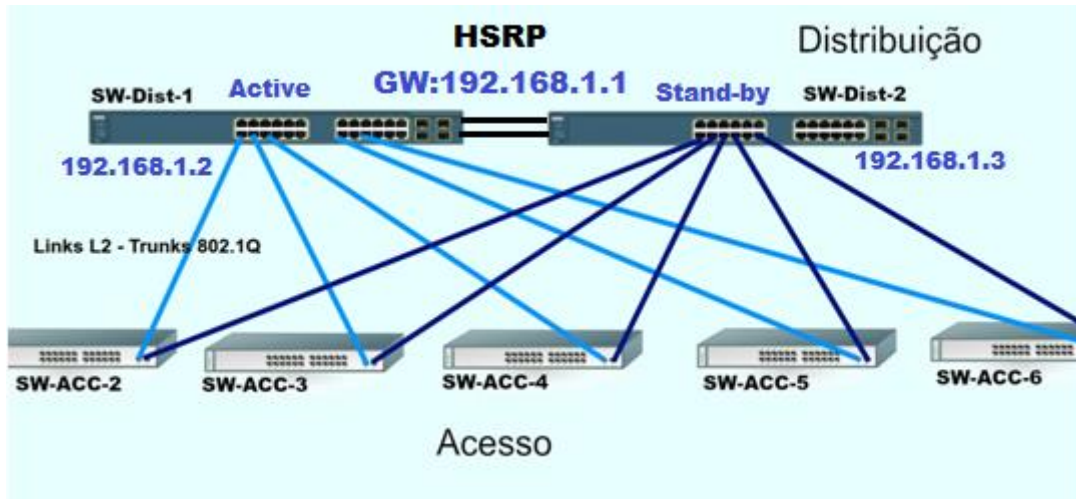 HSRP
Distribuição
SW-Dist-1
Active
GW:192.168.1.1
Stand-by
SW-Dist-2
192.168.1.2
192.168.1.3
Links L2 - Trunks 802.1Q
SW-ACC-2
SW-ACC-3
SW-ACC-4
SW-ACC-5
SW-ACC-6
Acesso